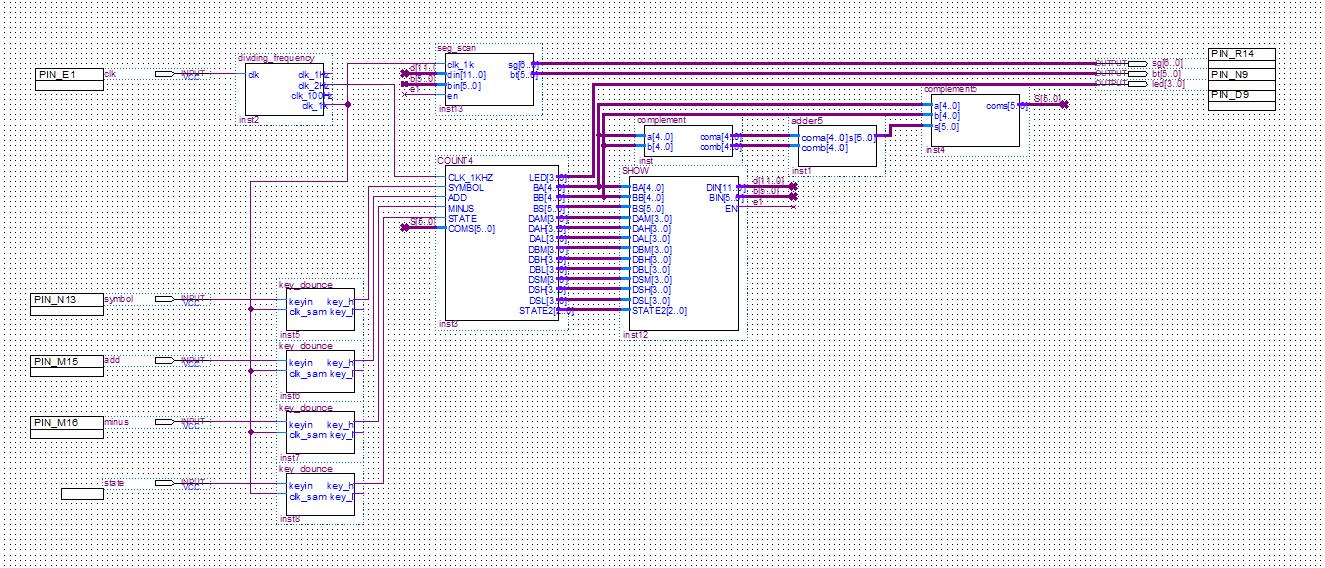 PIN_E1
clk
INPUT
VCC
dividing_frequency
clk
clk_1Hz
clk_2Hz
clk_100Hz
clk_1k
inst2
seg_scan
clk_1k
din[11..0]
bin[5..0]
en
sg[6..0]
bt[5..0]
inst13
d[11..0]
b[5..0]
e1
OUTPUT
sg[6..0]
OUTPUT
bt[5..0]
OUTPUT
led[3..0]
PIN_R14
PIN_N9
PIN_D9
complement5
a[4..0]
b[4..0]
s[5..0]
coms[5..0]
inst4
S[5..0]
complement
a[4..0]
b[4..0]
coma[4..0]
comb[4..0]
inst
adder5
coma[4..0]
comb[4..0]
s[5..0]
inst1
COUNT4
CLK_1KHZ
SYMBOL
ADD
MINUS
STATE
COMS[5..0]
S[5..0]
LED[3..0]
BA[4..0]
BB[4..0]
BS[5..0]
DAM[3..0]
DAH[3..0]
DAL[3..0]
DBM[3..0]
DBH[3..0]
DBL[3..0]
DSM[3..0]
DSH[3..0]
DSL[3..0]
STATE2[2..0]
inst3
SHOW
BA[4..0]
BB[4..0]
BS[5..0]
DAM[3..0]
DAH[3..0]
DAL[3..0]
DBM[3..0]
DBH[3..0]
DBL[3..0]
DSM[3..0]
DSH[3..0]
DSL[3..0]
STATE2[2..0]
DIN[11..0]
BIN[5..0]
EN
inst12
d[11..0]
b[5..0]
e1
PIN_N13
symbol
INPUT
VCC
key_dounce
keyin
clk_sam
key_h
key_l
inst5
PIN_M15
add
INPUT
VCC
key_dounce
keyin
clk_sam
key_h
key_l
inst6
PIN_M16
minus
INPUT
VCC
key_dounce
keyin
clk_sam
key_h
key_l
inst7
state
INPUT
VCC
key_dounce
keyin
clk_sam
key_h
key_l
inst8